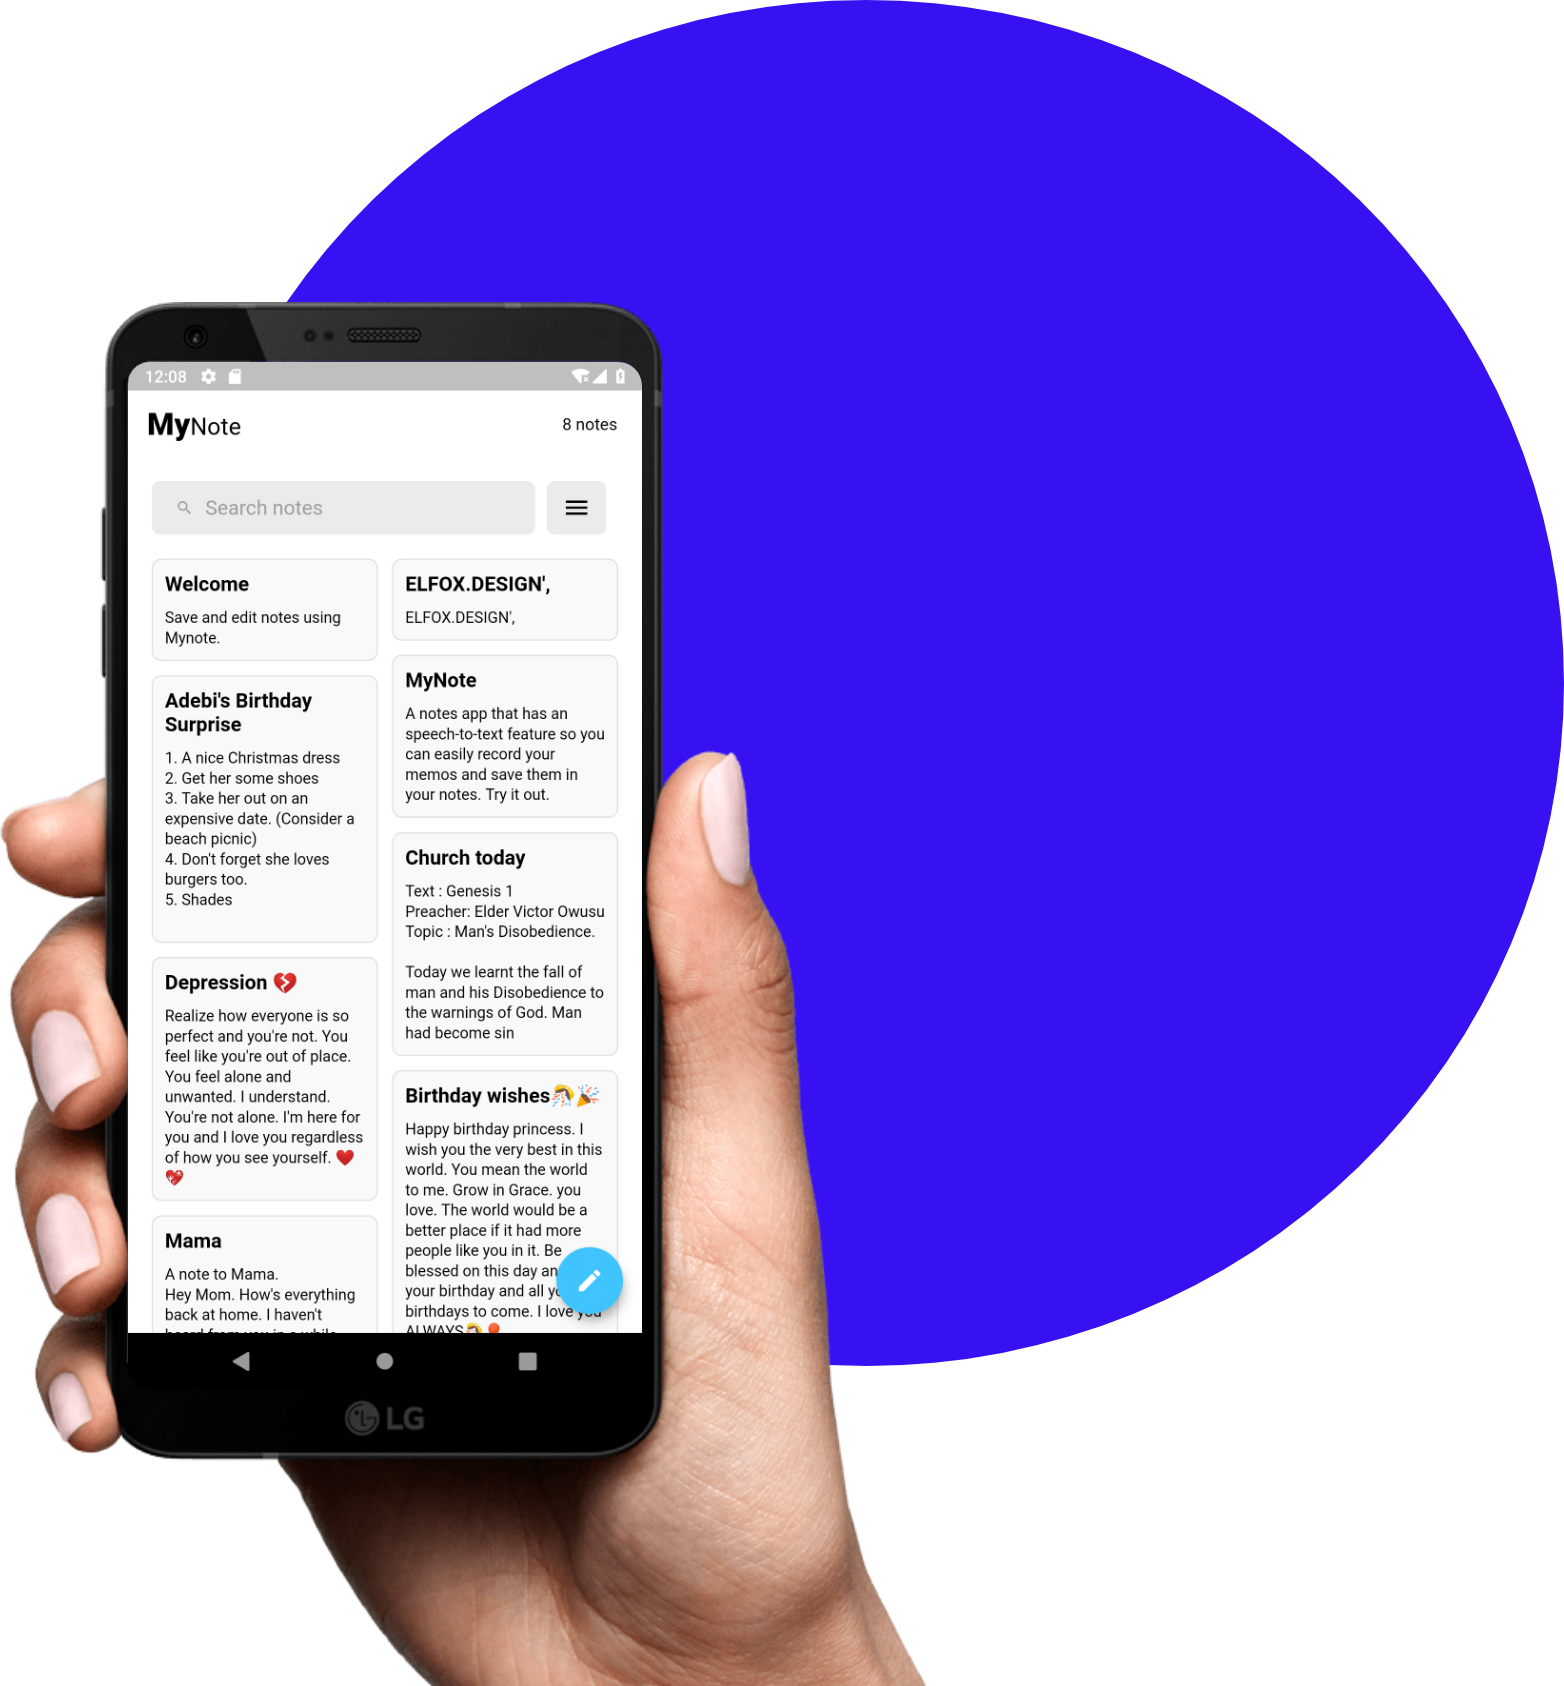 12:08
MyNote
8 notes
Search notes
Welcome
Save and edit notes using
Mynote.
Adebi's Birthday
Surprise
1. A nice Christmas dress
2. Get her some shoes
3. Take her out on an
expensive date. (Consider a
beach picnic)
4. Don't forget she loves
burgers too.
5. Shades
Depression 💔
Realize how everyone is so
perfect and you're not. You
feel like you're out of place.
You feel alone and
unwanted. I understand.
You're not alone. I'm here for
you and I love you regardless
of how you see yourself. ❤️
💖
Mama
A note to Mama.
Hey Mom. How's everything
back at home. I haven't
heard from you in a while
ELFOX.DESIGN',
ELFOX.DESIGN',
MyNote
A notes app that has an
speech-to-text feature so you
can easily record your
memos and save them in
your notes. Try it out.
Church today
Text : Genesis 1
Preacher: Elder Victor Owusu
Topic : Man's Disobedience.
Today we learnt the fall of
man and his Disobedience to
the warnings of God. Man
had become sin
Birthday wishes🎊🎉
Happy birthday princess. I
wish you the very best in this
world. You mean the world
to me. Grow in Grace. you
love. The world would be a
better place if it had more
people like you in it. Be
blessed on this day an
your birthday and all yo
birthdays to come. I love you
ALWAYS🎊🎈
LG